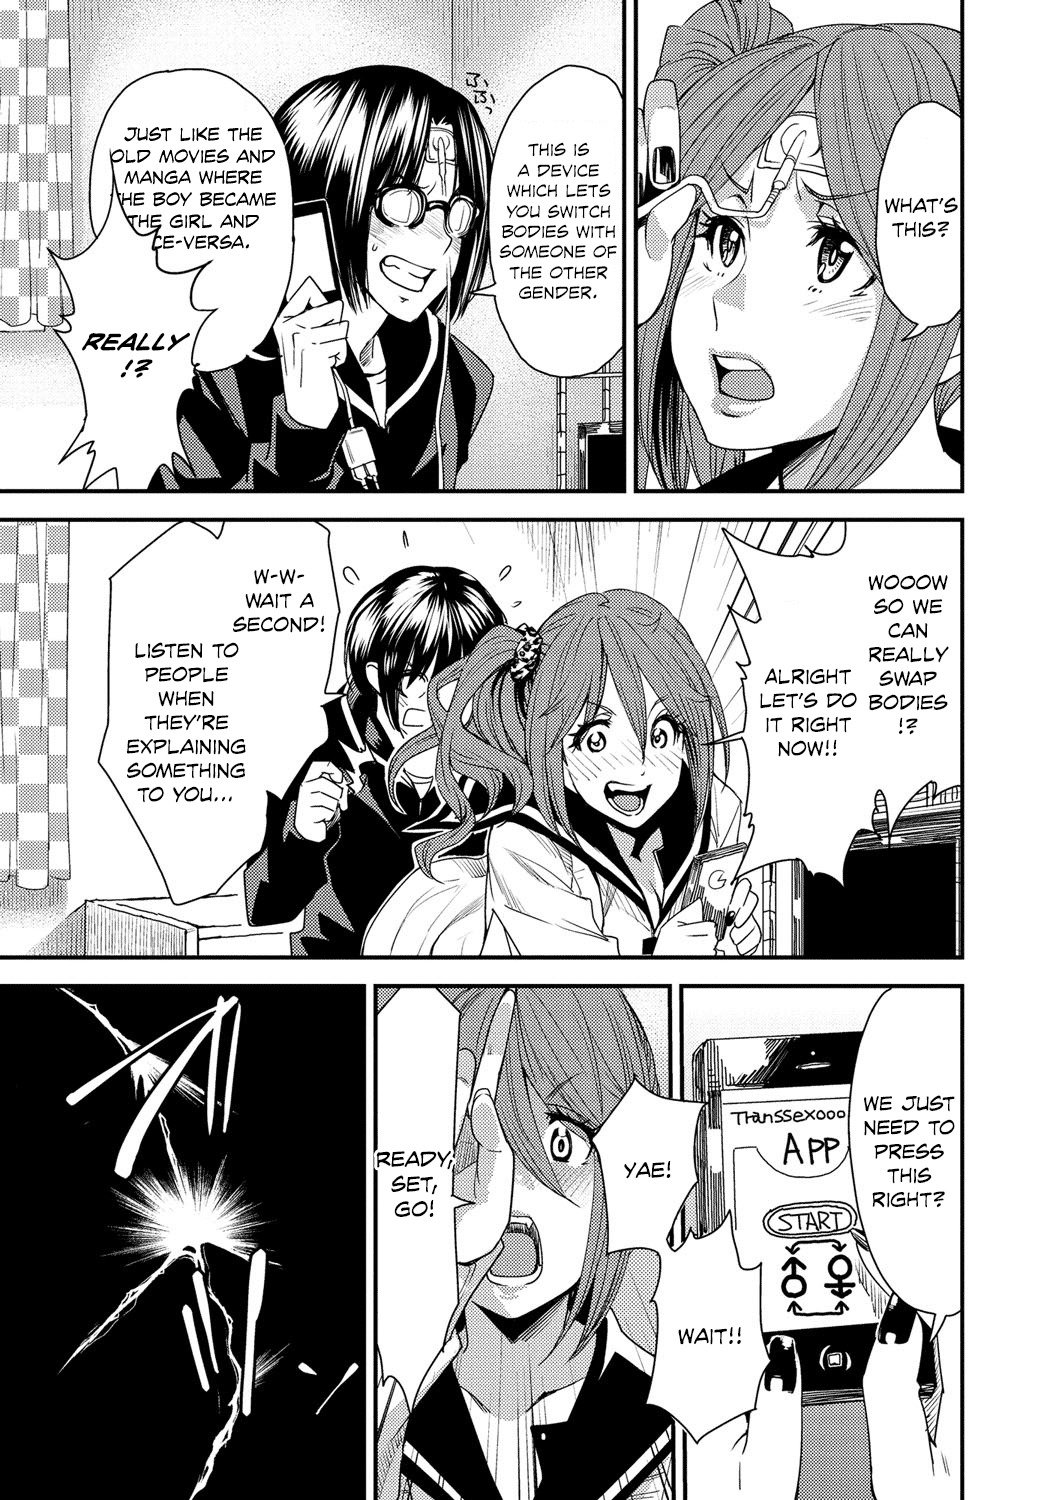 WHAT'S
THIS?
THIS IS
A DEVICE
WHICH LETS
YOU SWITCH
BODIES WITH
SOMEONE OF
THE OTHER
GENDER.
ふふっ
JUST LIKE THE
OLD MOVIES AND
MANGA WHERE
THE BOY BECAME
THE GIRL AND
CE-VERSA.
REALLY
!?
WOOOW
SO WE
CAN
REALLY
SWAP
BODIES
!?
ALRIGHT
LET'S DO
IT RIGHT
NOW!!
W-W-
WAIT A
SECOND!
LISTEN TO
PEOPLE
WHEN
THEY'RE
EXPLAINING
SOMETHING
TO YOU...
WE JUST
NEED TO
PRESS
THIS
RIGHT?
Transsexooo
APP
START
YAE!
WAIT!!
READY,
SET,
GO!